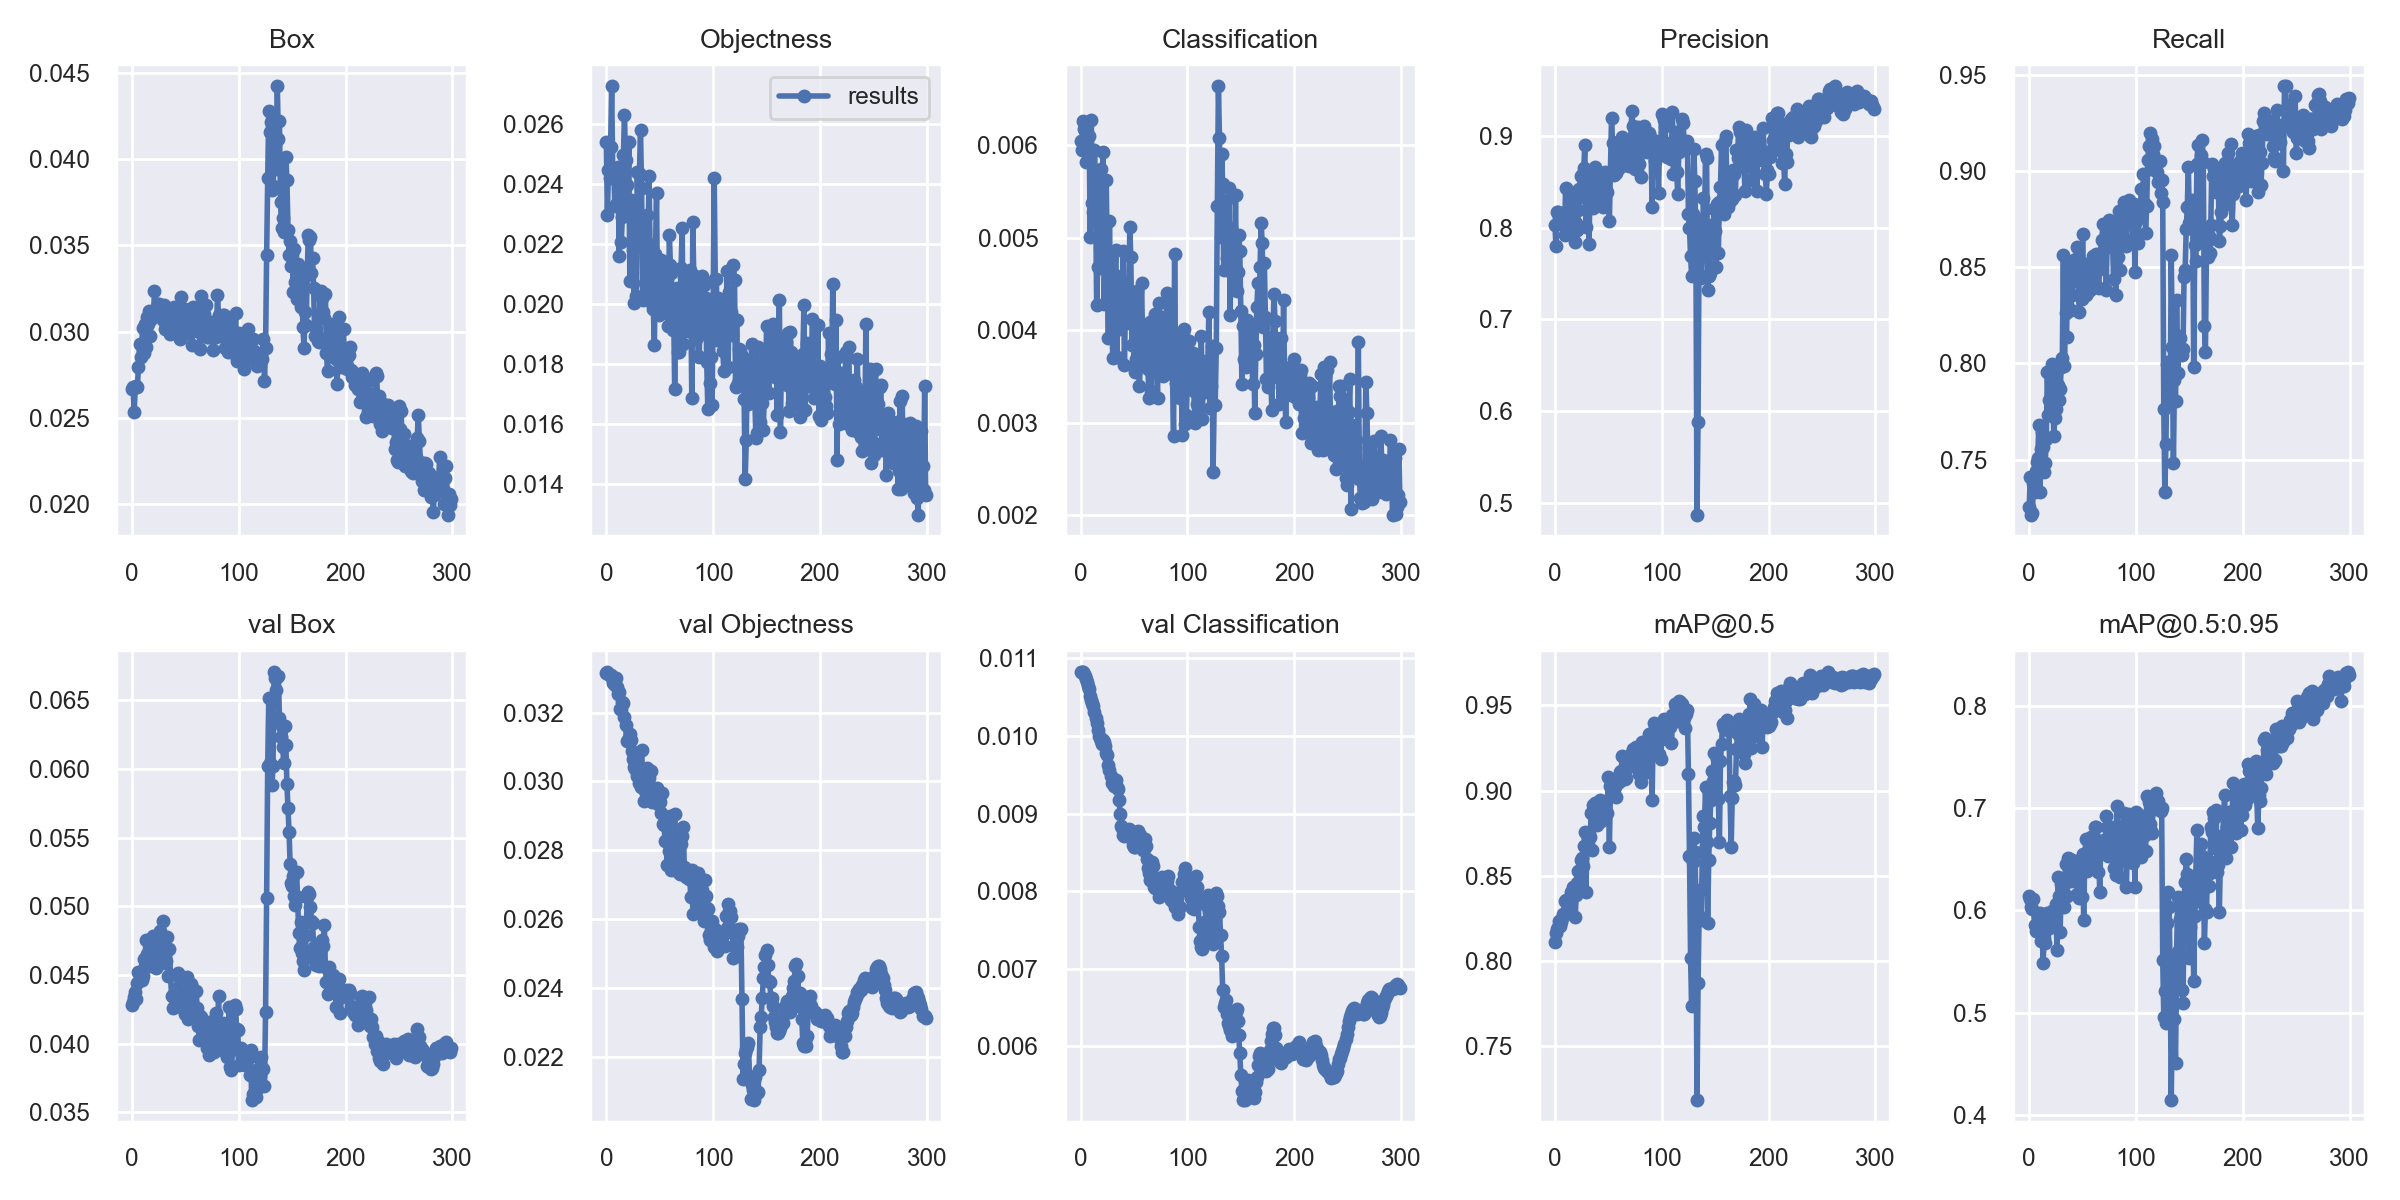 Box
Objectness
Classification
Precision
Recall
0.045
0.040
0.035
0.030
0.025
0.020
0 100 200 300
results
0.026
0.024
0.022
0.020
0.018
0.016
0.014
0 100 200 300
0.006
0.005
0.004
0.003
0.002
0 100 200 300
0.9
0.8
0.7
0.6
0.5
0 100 200 300
0.95
0.90
0.85
0.80
0.75
0 100 200 300
val Box
val Objectness
val Classification
mAP@0.5
mAP@0.5:0.95
0.065
0.060
0.055
0.050
0.045
0.040
0.035
0 100 200 300
0.032
0.030
0.028
0.026
0.024
0.022
0 100 200 300
0.011
0.010
0.009
0.008
0.007
0.006
0 100 200 300
0.95
0.90
0.85
0.80
0.75
0 100 200 300
0.8
0.7
0.6
0.5
0.4
0 100 200 300